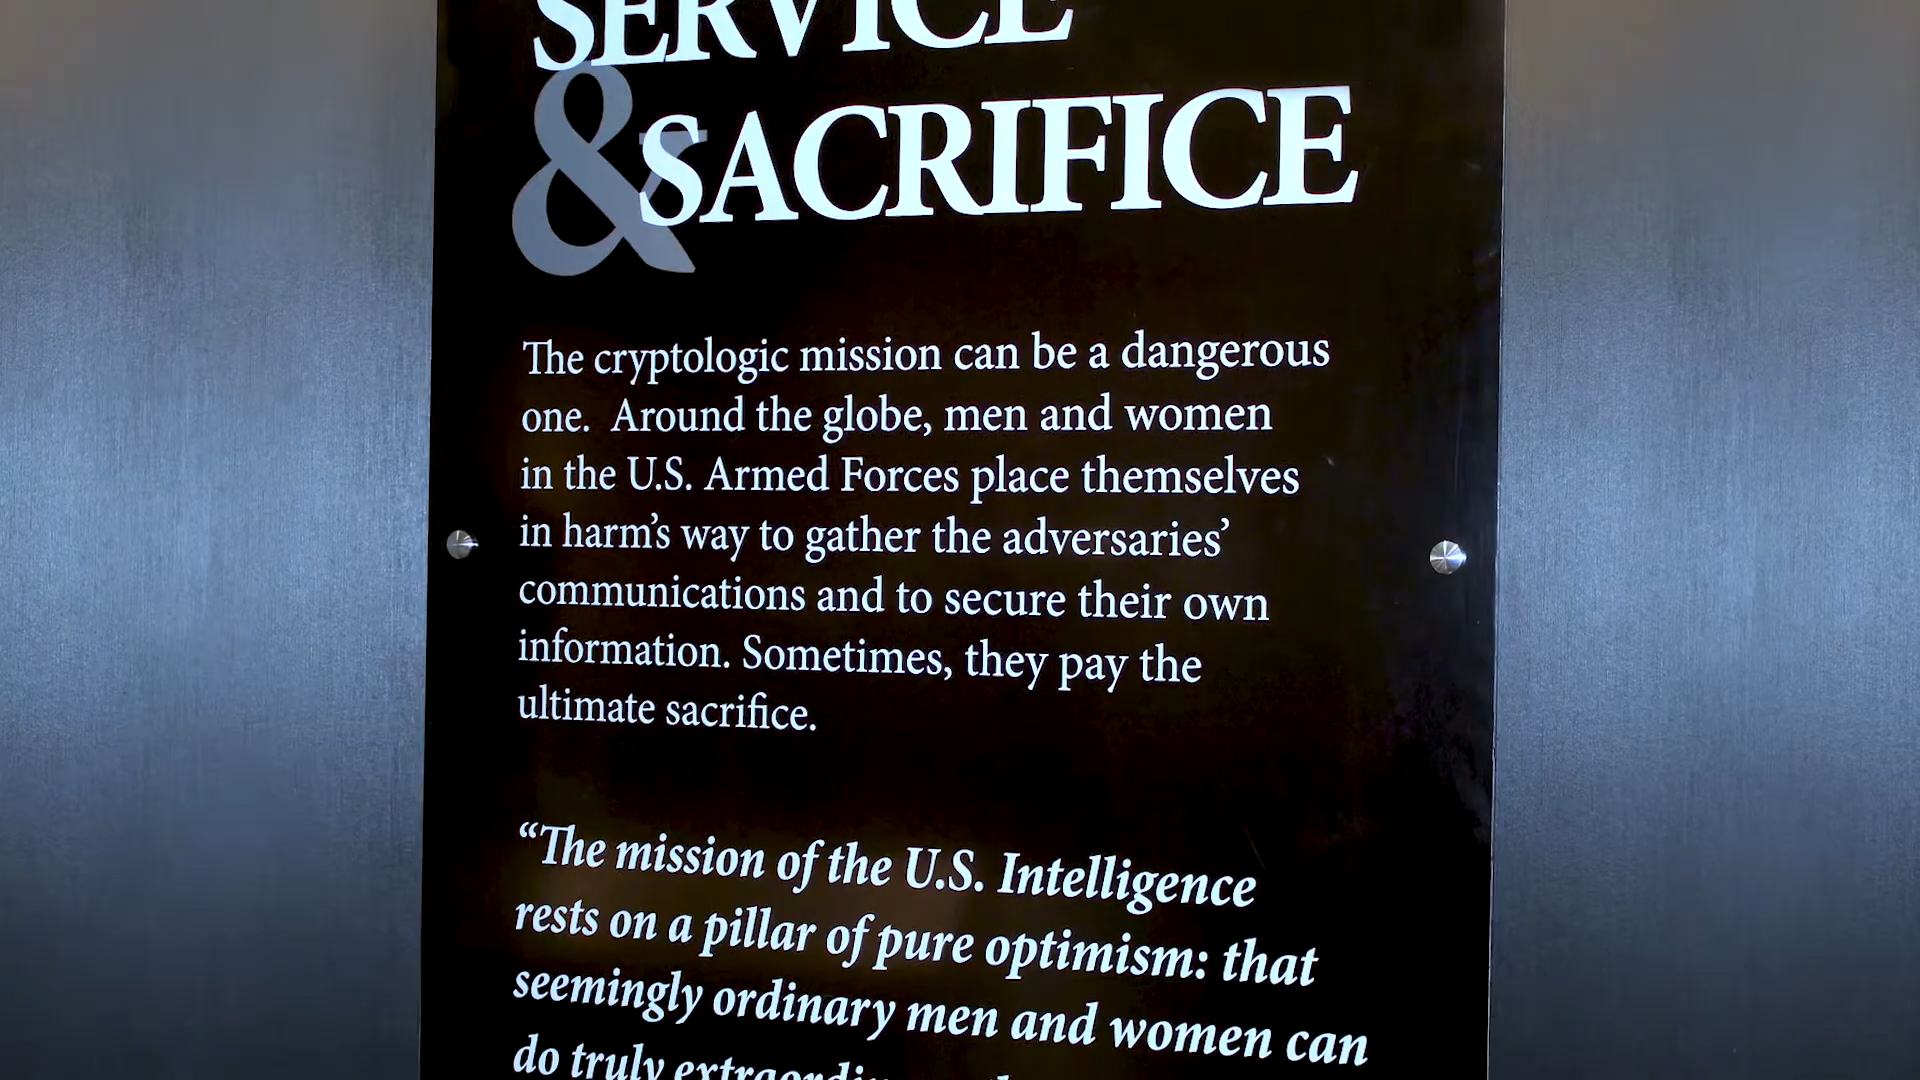 SERVICE
& SACRIFICE
The cryptologic mission can be a dangerous
one. Around the globe, men and women
in the U.S. Armed Forces place themselves
in harm’s way to gather the adversaries’
communications and to secure their own
information. Sometimes, they pay the
ultimate sacrifice.
“The mission of the U.S. Intelligence
rests on a pillar of pure optimism: that
seemingly ordinary men and women can
do truly